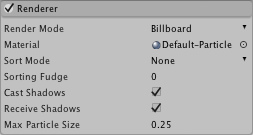 Renderer
Render Mode Billboard
Material Default-Particle
Sort Mode None
Sorting Fudge 0
Cast Shadows
Receive Shadows
Max Particle Size 0.25